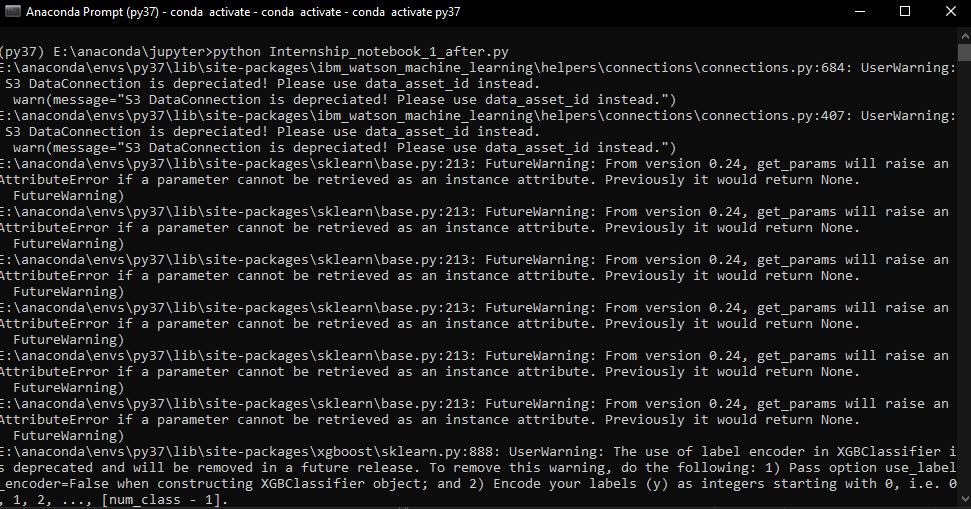 Anaconda Prompt (py37) - conda activate - conda activate - conda activate py37
(py37) E:\anaconda\jupyter>python Internship_notebook_1_after.py
E:\anaconda\envs\py37\lib\site-packages\ibm_watson_machine_learning\helpers\connections\connections.py:684: UserWarning:
 S3 DataConnection is depreciated! Please use data_asset_id instead.
  warn(message="S3 DataConnection is depreciated! Please use data_asset_id instead.")
E:\anaconda\envs\py37\lib\site-packages\ibm_watson_machine_learning\helpers\connections\connections.py:407: UserWarning:
 S3 DataConnection is depreciated! Please use data_asset_id instead.
  warn(message="S3 DataConnection is depreciated! Please use data_asset_id instead.")
E:\anaconda\envs\py37\lib\site-packages\sklearn\base.py:213: FutureWarning: From version 0.24, get_params will raise an
AttributeError if a parameter cannot be retrieved as an instance attribute. Previously it would return None.
  FutureWarning)
E:\anaconda\envs\py37\lib\site-packages\sklearn\base.py:213: FutureWarning: From version 0.24, get_params will raise an
AttributeError if a parameter cannot be retrieved as an instance attribute. Previously it would return None.
  FutureWarning)
E:\anaconda\envs\py37\lib\site-packages\sklearn\base.py:213: FutureWarning: From version 0.24, get_params will raise an
AttributeError if a parameter cannot be retrieved as an instance attribute. Previously it would return None.
  FutureWarning)
E:\anaconda\envs\py37\lib\site-packages\sklearn\base.py:213: FutureWarning: From version 0.24, get_params will raise an
AttributeError if a parameter cannot be retrieved as an instance attribute. Previously it would return None.
  FutureWarning)
E:\anaconda\envs\py37\lib\site-packages\sklearn\base.py:213: FutureWarning: From version 0.24, get_params will raise an
AttributeError if a parameter cannot be retrieved as an instance attribute. Previously it would return None.
  FutureWarning)
E:\anaconda\envs\py37\lib\site-packages\sklearn\base.py:213: FutureWarning: From version 0.24, get_params will raise an
AttributeError if a parameter cannot be retrieved as an instance attribute. Previously it would return None.
  FutureWarning)
E:\anaconda\envs\py37\lib\site-packages\xgboost\sklearn.py:888: UserWarning: The use of label encoder in XGBClassifier i
s deprecated and will be removed in a future release. To remove this warning, do the following: 1) Pass option use_label
_encoder=False when constructing XGBClassifier object; and 2) Encode your labels (y) as integers starting with 0, i.e. 0
, 1, 2, ..., [num_class - 1].